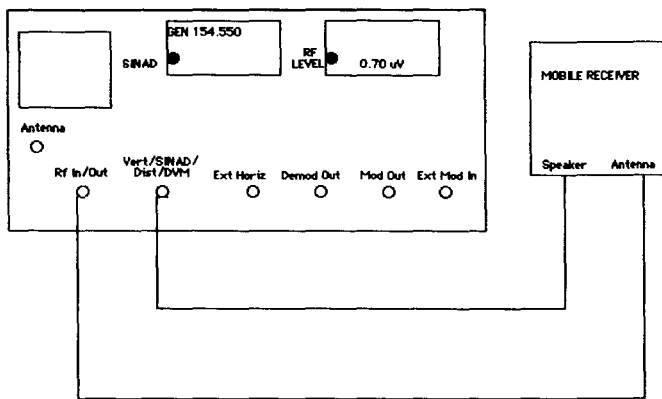 GEN 154.550
SINAD
RF
LEVEL
0.70 uV
MOBILE RECEIVER
Antenna
Rf In/Out
Vert/SINAD/
Dist/DVM
Ext Horiz
Demod Out
Mod Out
Ext Mod In
Speaker
Antenna